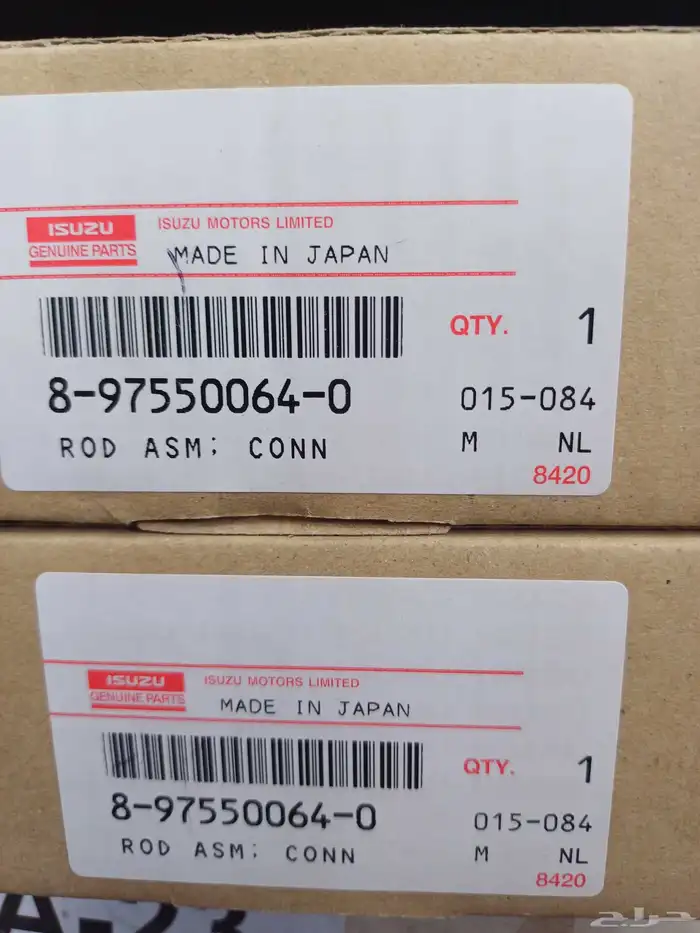 ISUZU
GENUINE PARTS
ISUZU MOTORS LIMITED
MADE IN JAPAN
QTY. 1
8-97550064-0
015-084
ROD ASM; CONN
M NL
8420
ISUZU
GENUINE PARTS
ISUZU MOTORS LIMITED
MADE IN JAPAN
QTY. 1
8-97550064-0
015-084
ROD ASM; CONN
M NL
8420
حراج